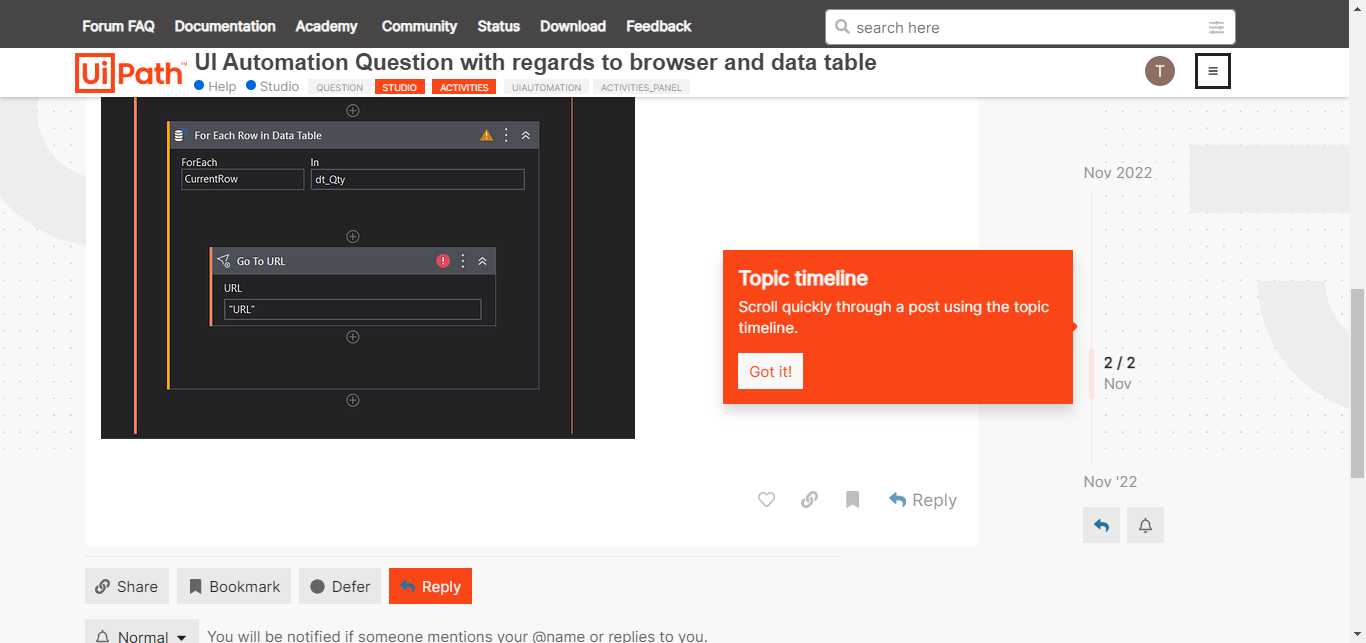 Forum FAQ Documentation Academy Community Status Download Feedback
search here
UiPath™
UI Automation Question with regards to browser and data table
T
Help Studio QUESTION STUDIO ACTIVITIES UIAUTOMATION ACTIVITIES_PANEL
For Each Row in Data Table
ForEach In
CurrentRow dt_Qty
Go To URL
URL
"URL"
Nov 2022
Topic timeline
Scroll quickly through a post using the topic
timeline.
Got it!
2 / 2
Nov
Nov '22
Reply
Share Bookmark Defer Reply
Normal You will be notified if someone mentions your @name or replies to you.